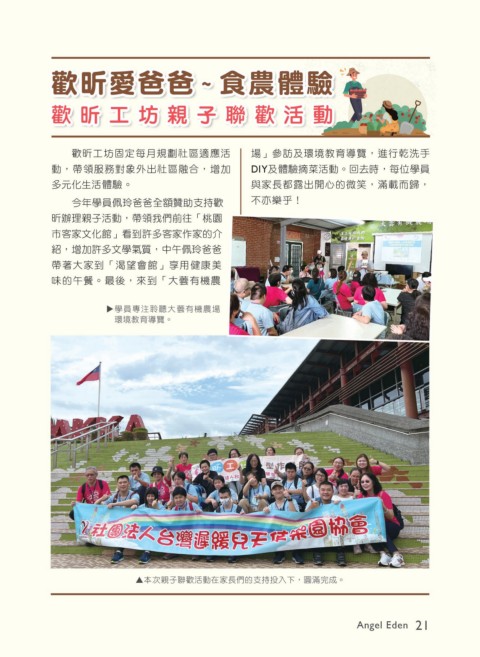 歡昕愛爸爸~食農體驗
歡昕工坊親子聯歡活動
歡昕工坊固定每月規劃社區適應活
動，帶領服務對象外出社區融合，增加
多元化生活體驗。
今年學員佩玲爸爸全額贊助支持歡
昕辦理親子活動，帶領我們前往「桃園
市客家文化館」看到許多客家作家的介
紹，增加許多文學氣質，中午佩玲爸爸
帶著大家到「渴望會館」享用健康美
味的午餐。最後，來到「大薈有機農
場」參訪及環境教育導覽，進行乾洗手
DIY及體驗摘菜活動。回去時，每位學員
與家長都露出開心的微笑，滿載而歸，
不亦樂乎！
▶學員專注聆聽大薈有機農場
環境教育導覽。
社團法人台灣遲緩兒天使樂園協會
▲本次親子聯歡活動在家長們的支持投入下，圓滿完成。
Angel Eden 21